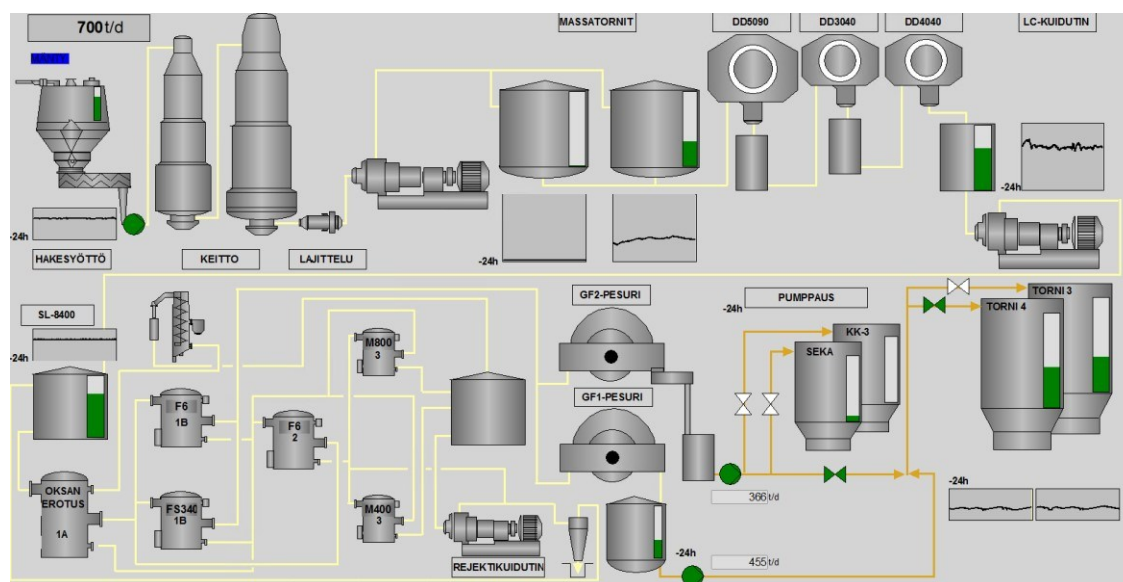 700 t/d
MASSATORNIT
DD5090
DD3040
DD4040
LC-KUIDUTIN
-24h
-24h
-24h
HAKESYÖTTÖ
KEITTO
LAJITTELU
-24h
SL-8400
-24h
GF2-PESURI
-24h
PUMPPAUS
TORNI 3
TORNI 4
KK-3
SEKA
M800
3
F6
1B
F6
2
GF1-PESURI
OKSAN
EROTUS
1A
FS340
1B
M400
3
REJEKTIKUIDUTIN
366 t/d
-24h
455 t/d
-24h